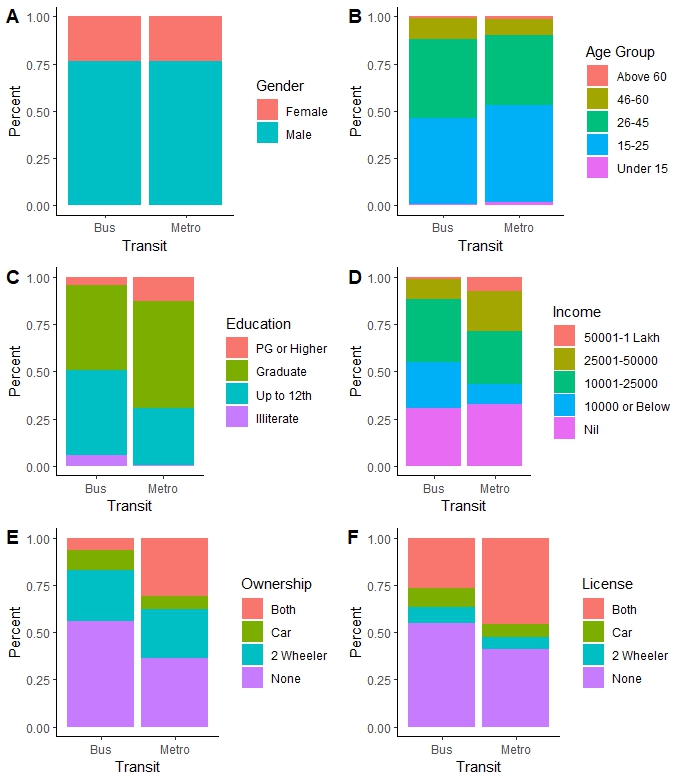 A
1.00
0.75
0.50
0.25
0.00
Percent
Bus Metro
Transit
Gender
Female
Male
B
1.00
0.75
0.50
0.25
0.00
Percent
Bus Metro
Transit
Age Group
Above 60
46-60
26-45
15-25
Under 15
C
1.00
0.75
0.50
0.25
0.00
Percent
Bus Metro
Transit
Education
PG or Higher
Graduate
Up to 12th
Illiterate
D
1.00
0.75
0.50
0.25
0.00
Percent
Bus Metro
Transit
Income
50001-1 Lakh
25001-50000
10001-25000
10000 or Below
Nil
E
1.00
0.75
0.50
0.25
0.00
Percent
Bus Metro
Transit
Ownership
Both
Car
2 Wheeler
None
F
1.00
0.75
0.50
0.25
0.00
Percent
Bus Metro
Transit
License
Both
Car
2 Wheeler
None